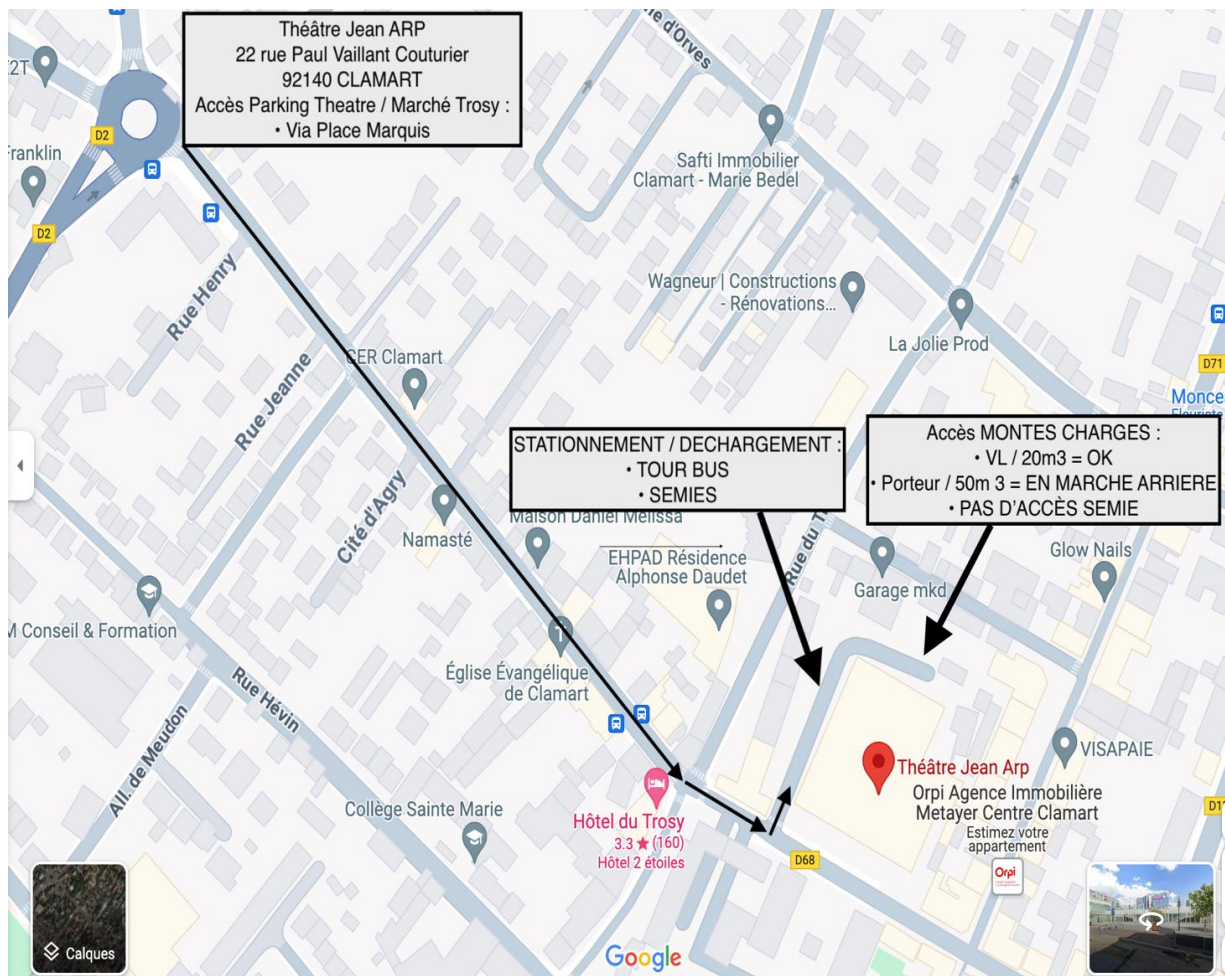 Théâtre Jean ARP
22 rue Paul Vaillant Couturier
92140 CLAMART
Accès Parking Theatre / Marché Trosy :
• Via Place Marquis
D2
Franklin
D2
Rue Henry
Rue Jeanne
CER Clamart
Cité d'Agry
Namasté
Safti Immobilier
Clamart - Marie Bedel
Wagneur | Constructions
- Rénovations...
La Jolie Prod
D71
STATIONNEMENT / DECHARGEMENT :
• TOUR BUS
• SEMIES
Accès MONTES CHARGES :
• VL / 20m3 = OK
• Porteur / 50m 3 = EN MARCHE ARRIERE
• PAS D'ACCÈS SEMIE
Maison Daniel Mélissa
EHPAD Résidence
Alphonse Daudet
Rue du
Garage mkd
Glow Nails
M Conseil & Formation
Église Évangélique
de Clamart
Rue Hévin
All. de Meudon
Collège Sainte Marie
Hôtel du Trosy
3.3 ★ (160)
Hôtel 2 étoiles
VISAPAIE
Théâtre Jean Arp
Orpi Agence Immobilière
Metayer Centre Clamart
Estimez votre
appartement
Orpi
D68
Calques
Google